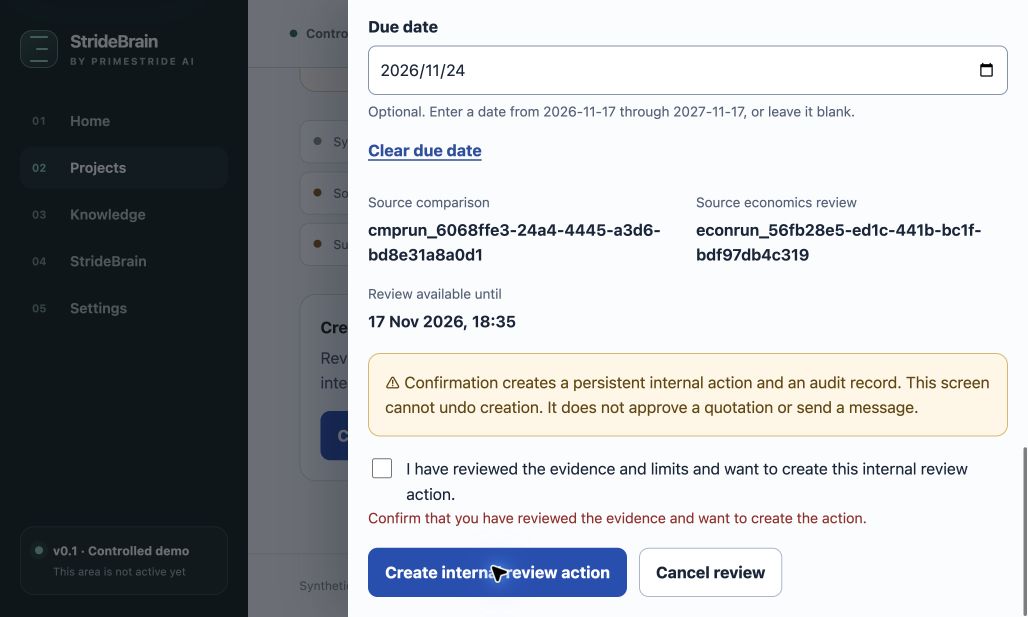 StrideBrain
BY PRIMESTRIDE AI
01 Home
02 Projects
03 Knowledge
04 StrideBrain
05 Settings
v0.1 · Controlled demo
This area is not active yet
Due date
2026/11/24
Optional. Enter a date from 2026-11-17 through 2027-11-17, or leave it blank.
Clear due date
Source comparison
cmprun_6068ffe3-24a4-4445-a3d6-
bd8e31a8a0d1
Source economics review
econrun_56fb28e5-ed1c-441b-bc1f-
bdf97db4c319
Review available until
17 Nov 2026, 18:35
⚠ Confirmation creates a persistent internal action and an audit record. This screen
cannot undo creation. It does not approve a quotation or send a message.
I have reviewed the evidence and limits and want to create this internal review
action.
Confirm that you have reviewed the evidence and want to create the action.
Create internal review action
Cancel review